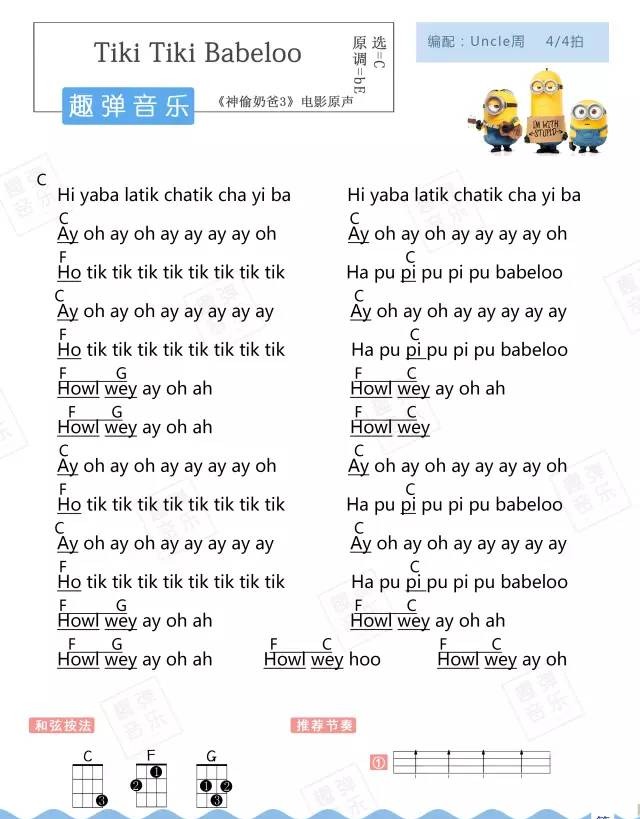 Tiki Tiki Babeloo
原调=bE
选=C
编配：Uncle周 4/4拍
趣弹音乐
《神偷奶爸3》电影原声
I'M WITH
STUPID
C
Hi yaba latik chatik cha yi ba Hi yaba latik chatik cha yi ba
C C
Ay oh ay oh ay ay ay ay oh Ay oh ay oh ay ay ay ay oh
F C
Ho tik tik tik tik tik tik tik tik Ha pu pi pu pi pu babeloo
C C
Ay oh ay oh ay ay ay ay ay Ay oh ay oh ay ay ay ay ay
F C
Ho tik tik tik tik tik tik tik tik Ha pu pi pu pi pu babeloo
F G F C
Howl wey ay oh ah Howl wey ay oh ah
F G F C
Howl wey ay oh ah Howl wey
C C
Ay oh ay oh ay ay ay ay oh Ay oh ay oh ay ay ay ay oh
F C
Ho tik tik tik tik tik tik tik tik Ha pu pi pu pi pu babeloo
C C
Ay oh ay oh ay ay ay ay ay Ay oh ay oh ay ay ay ay ay
F C
Ho tik tik tik tik tik tik tik tik Ha pu pi pu pi pu babeloo
F G F C
Howl wey ay oh ah Howl wey ay oh ah
F G F C F C
Howl wey ay oh ah Howl wey hoo Howl wey ay oh
和弦按法 推荐节奏
C F G
①
3 2 1 1 2 3